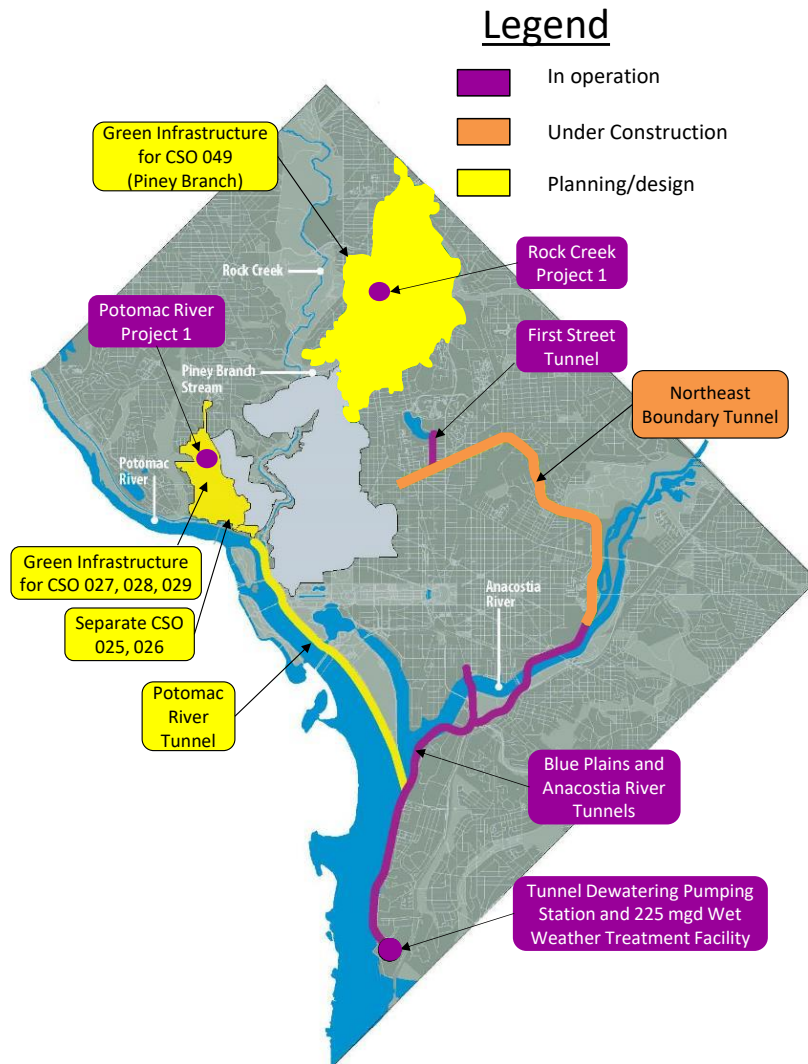 Legend
In operation
Under Construction
Planning/design
Green Infrastructure
for CSO 049
(Piney Branch)
Rock Creek
Rock Creek
Project 1
Potomac River
Project 1
First Street
Tunnel
Piney Branch
Stream
Northeast
Boundary Tunnel
Potomac
River
Green Infrastructure
for CSO 027, 028, 029
Anacostia
River
Separate CSO
025, 026
Potomac
River
Tunnel
Blue Plains and
Anacostia River
Tunnels
Tunnel Dewatering Pumping
Station and 225 mgd Wet
Weather Treatment Facility